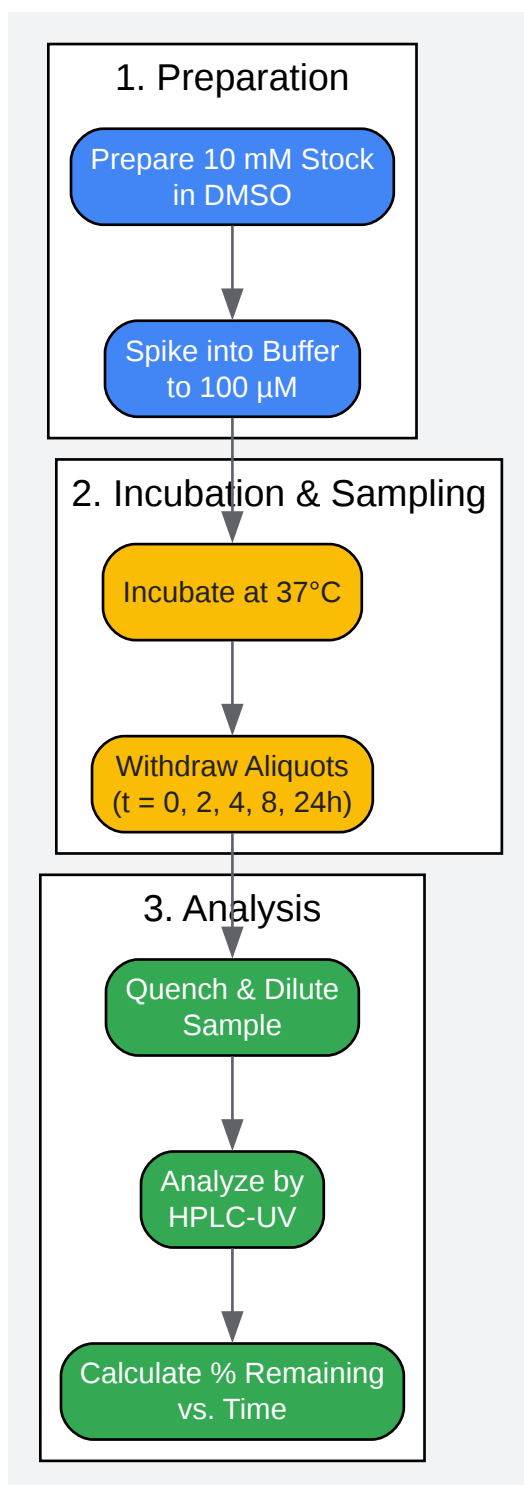 1. Preparation
Prepare 10 mM Stock
in DMSO
Spike into Buffer
to 100 µM
2. Incubation & Sampling
Incubate at 37°C
Withdraw Aliquots
(t = 0, 2, 4, 8, 24h)
3. Analysis
Quench & Dilute
Sample
Analyze by
HPLC-UV
Calculate % Remaining
vs. Time